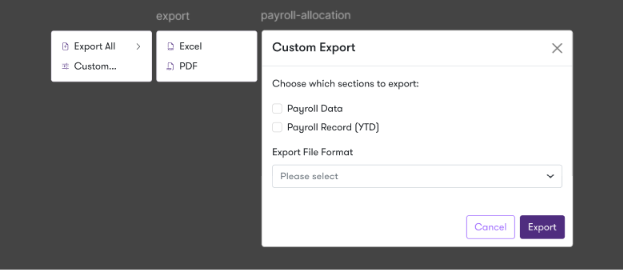 export
payroll-allocation
Export All
Custom...
Excel
PDF
Custom Export
Choose which sections to export:
Payroll Data
Payroll Record (YTD)
Export File Format
Please select
Cancel
Export